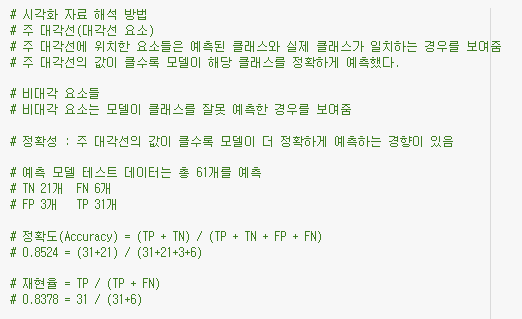 # 시각화 자료 해석 방법
# 주 대각선(대각선 요소)
# 주 대각선에 위치한 요소들은 예측된 클래스와 실제 클래스가 일치하는 경우를 보여줌
# 주 대각선의 값이 클수록 모델이 해당 클래스를 정확하게 예측했다.
# 비대각 요소들
# 비대각 요소는 모델이 클래스를 잘못 예측한 경우를 보여줌
# 정확성 : 주 대각선의 값이 클수록 모델이 더 정확하게 예측하는 경향이 있음
# 예측 모델 테스트 데이터는 총 61개를 예측
# TN 21개  FN 6개
# FP 3개   TP 31개
# 정확도(Accuracy) = (TP + TN) / (TP + TN + FP + FN)
# 0.8524 = (31+21) / (31+21+3+6)
# 재현율 = TP / (TP + FN)
# 0.8378 = 31 / (31+6)